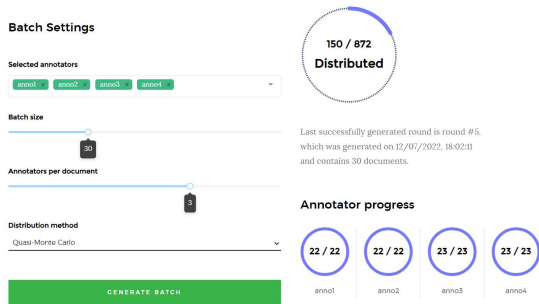 Batch Settings
Selected annotators
anno1 × anno2 × anno3 × anno4 ×
Batch size
30
Annotators per document
3
Distribution method
Quasi-Monte Carlo
GENERATE BATCH
150 / 872
Distributed
Last successfully generated round is round #5,
which was generated on 12/07/2022, 18:02:11
and contains 30 documents.
Annotator progress
22 / 22 22 / 22 23 / 23 23 / 23
anno1 anno2 anno3 anno4